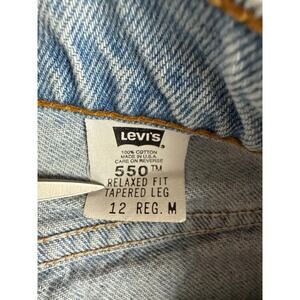 Levi's
100% COTTON
MADE IN U.S.A.
CARE ON REVERSE
550™
RELAXED FIT
TAPERED LEG
12 REG. M